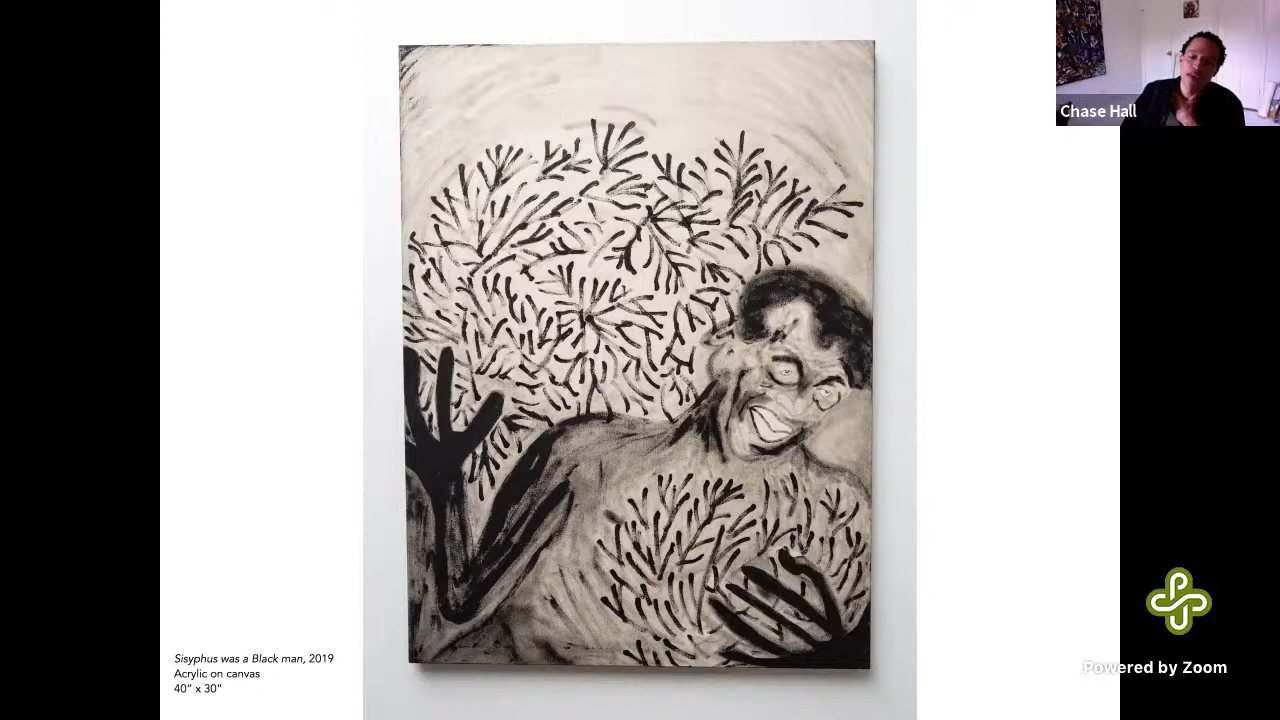 Chase Hall
Sisyphus was a Black man, 2019
Acrylic on canvas
40” x 30”
Powered by Zoom